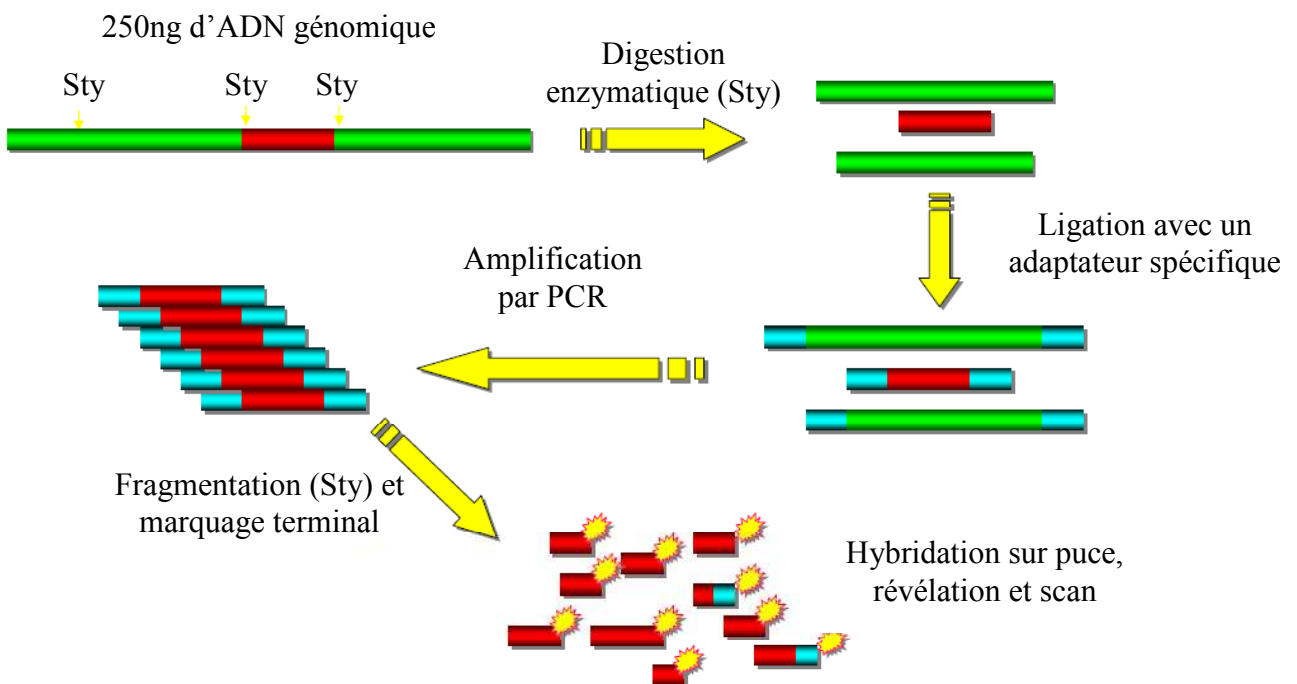 250ng d’ADN génomique
Sty
Sty
Sty
Digestion
enzymatique (Sty)
Ligation avec un
adaptateur spécifique
Amplification
par PCR
Fragmentation (Sty) et
marquage terminal
Hybridation sur puce,
révélation et scan